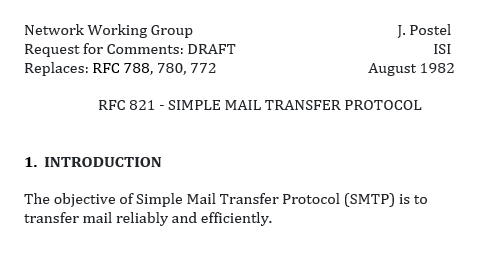 Network Working Group J. Postel
Request for Comments: DRAFT ISI
Replaces: RFC 788, 780, 772 August 1982
RFC 821 - SIMPLE MAIL TRANSFER PROTOCOL
1. INTRODUCTION
The objective of Simple Mail Transfer Protocol (SMTP) is to
transfer mail reliably and efficiently.